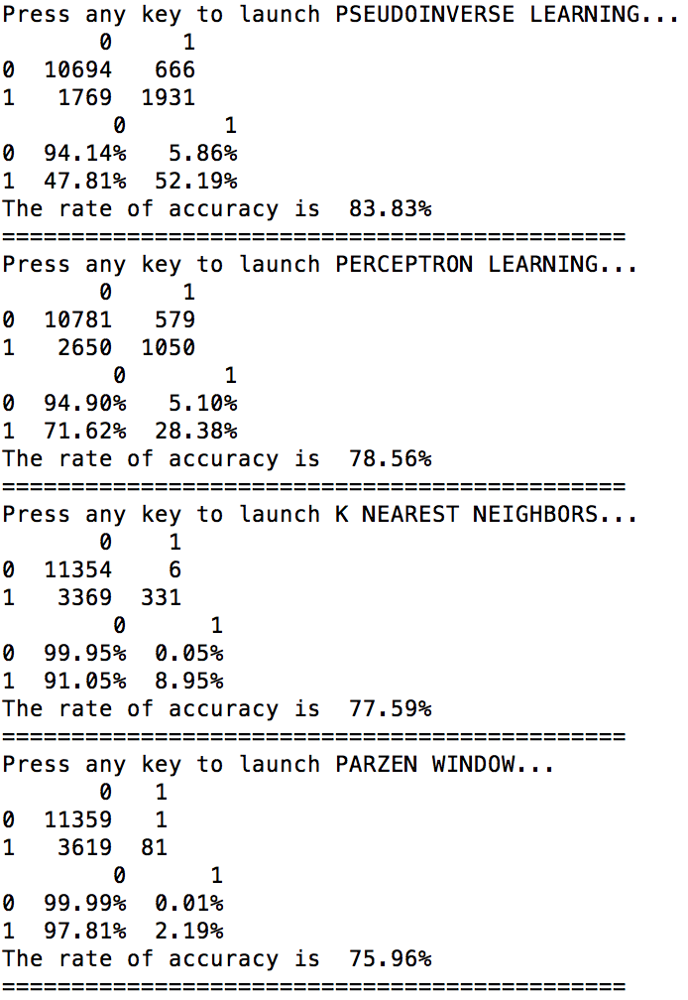 Press any key to launch PSEUDOINVERSE LEARNING...
0 1
0 10694 666
1 1769 1931
0 1
0 94.14% 5.86%
1 47.81% 52.19%
The rate of accuracy is 83.83%
=============================================
Press any key to launch PERCEPTRON LEARNING...
0 1
0 10781 579
1 2650 1050
0 1
0 94.90% 5.10%
1 71.62% 28.38%
The rate of accuracy is 78.56%
=============================================
Press any key to launch K NEAREST NEIGHBORS...
0 1
0 11354 6
1 3369 331
0 1
0 99.95% 0.05%
1 91.05% 8.95%
The rate of accuracy is 77.59%
=============================================
Press any key to launch PARZEN WINDOW...
0 1
0 11359 1
1 3619 81
0 1
0 99.99% 0.01%
1 97.81% 2.19%
The rate of accuracy is 75.96%
=============================================